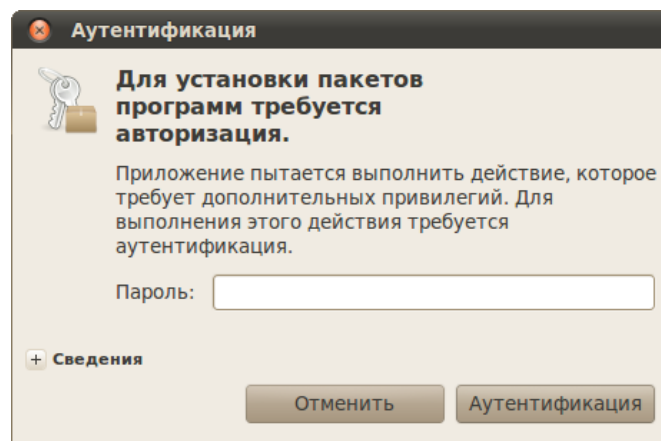 Аутентификация
Для установки пакетов
программ требуется
авторизация.
Приложение пытается выполнить действие, которое
требует дополнительных привилегий. Для
выполнения этого действия требуется
аутентификация.
Пароль:
Сведения
Отменить Аутентификация